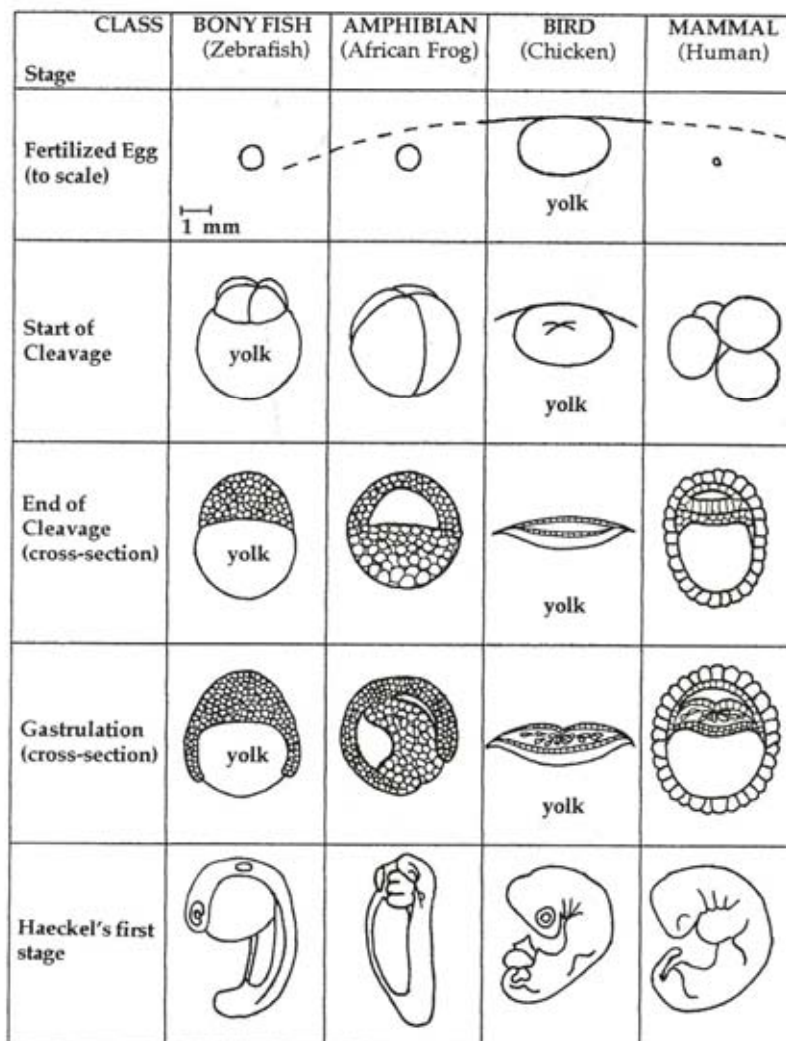 CLASS
Stage
BONY FISH
(Zebrafish)
AMPHIBIAN
(African Frog)
BIRD
(Chicken)
MAMMAL
(Human)
Fertilized Egg
(to scale)
1 mm
yolk
Start of
Cleavage
yolk
yolk
End of
Cleavage
(cross-section)
yolk
yolk
Gastrulation
(cross-section)
yolk
yolk
Haeckel's first
stage